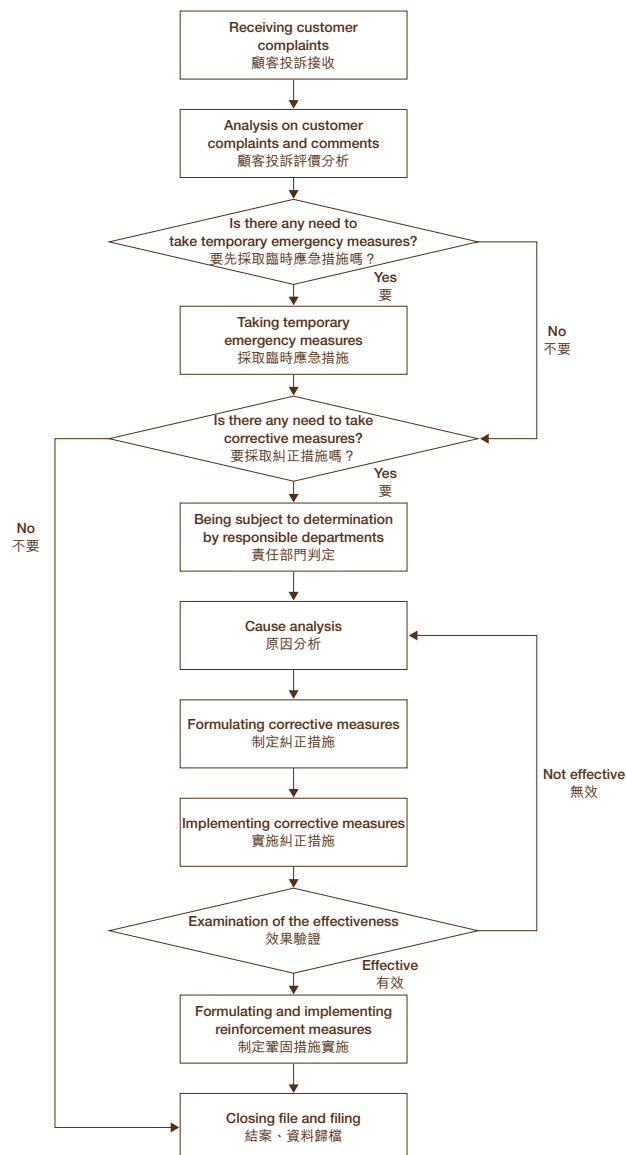 Receiving customer
complaints
顧客投訴接收
Analysis on customer
complaints and comments
顧客投訴評價分析
Is there any need to
take temporary emergency measures?
要先採取臨時應急措施嗎？
Yes
要
No
不要
Taking temporary
emergency measures
採取臨時應急措施
Is there any need to take
corrective measures?
要採取糾正措施嗎？
Yes
要
No
不要
Being subject to determination
by responsible departments
責任部門判定
Cause analysis
原因分析
Formulating corrective measures
制定糾正措施
Not effective
無效
Implementing corrective measures
實施糾正措施
Examination of the effectiveness
效果驗證
Effective
有效
Formulating and implementing
reinforcement measures
制定鞏固措施實施
Closing file and filing
結案、資料歸檔